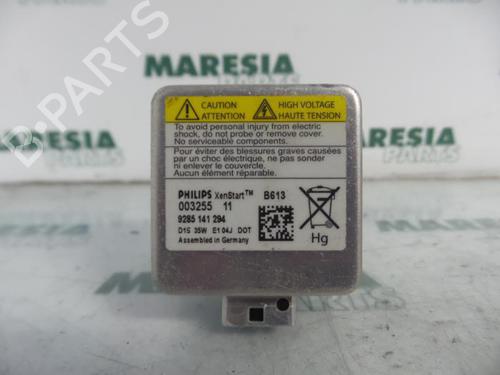 MARESIA
PARTS
CAUTION
ATTENTION
HIGH VOLTAGE
HAUTE TENSION
To avoid personal injury from electric
shock, do not probe or remove cover.
No serviceable components.
Pour éviter des blessures graves causées
par un choc électrique, ne pas sonder
ni enlever le couvercle.
Aucun élément réparable.
PHILIPS XenStart™ B613
003255 11
9285 141 294
D1S 35W E1 04J DOT
Assembled in Germany
Hg
B-PARTS
MARESIA